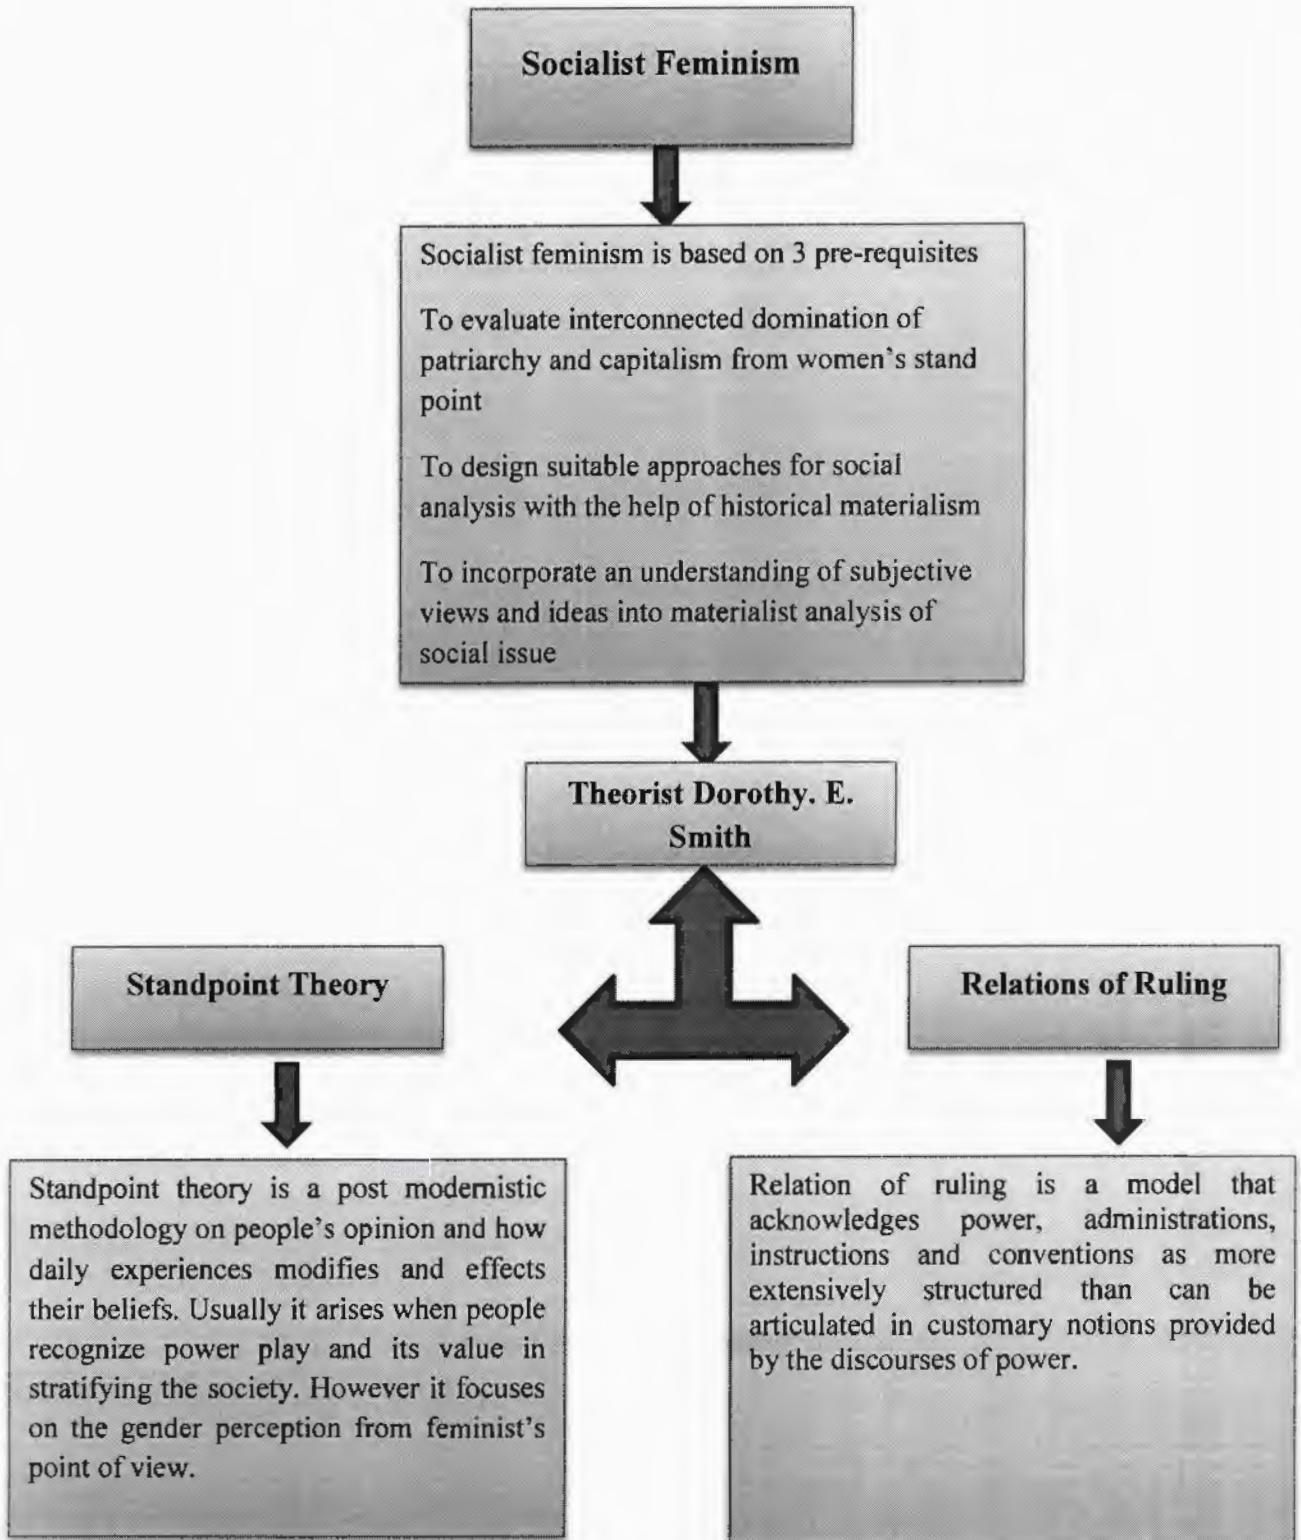 Socialist Feminism
Socialist feminism is based on 3 pre-requisites
To evaluate interconnected domination of
patriarchy and capitalism from women's stand
point
To design suitable approaches for social
analysis with the help of historical materialism
To incorporate an understanding of subjective
views and ideas into materialist analysis of
social issue
Theorist Dorothy. E.
Smith
Standpoint Theory
Relations of Ruling
Standpoint theory is a post modernistic
methodology on people's opinion and how
daily experiences modifies and effects
their beliefs. Usually it arises when people
recognize power play and its value in
stratifying the society. However it focuses
on the gender perception from feminist's
point of view.
Relation of ruling is a model that
acknowledges power, administrations,
instructions and conventions as more
extensively structured than can be
articulated in customary notions provided
by the discourses of power.